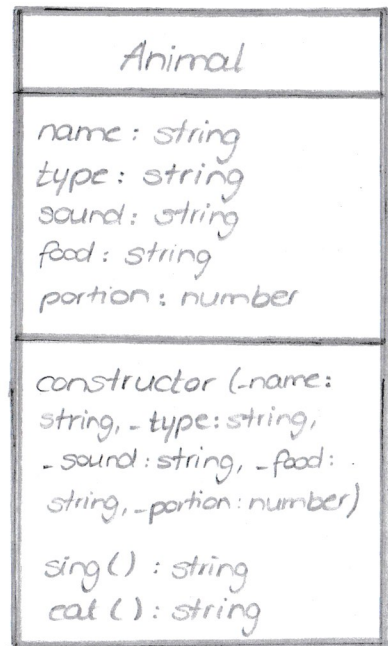 Animal
name: string
type: string
sound: string
food: string
portion: number
constructor (_name:
string, _type: string,
_sound: string, _food:
string, _portion: number)
sing() : string
eat() : string